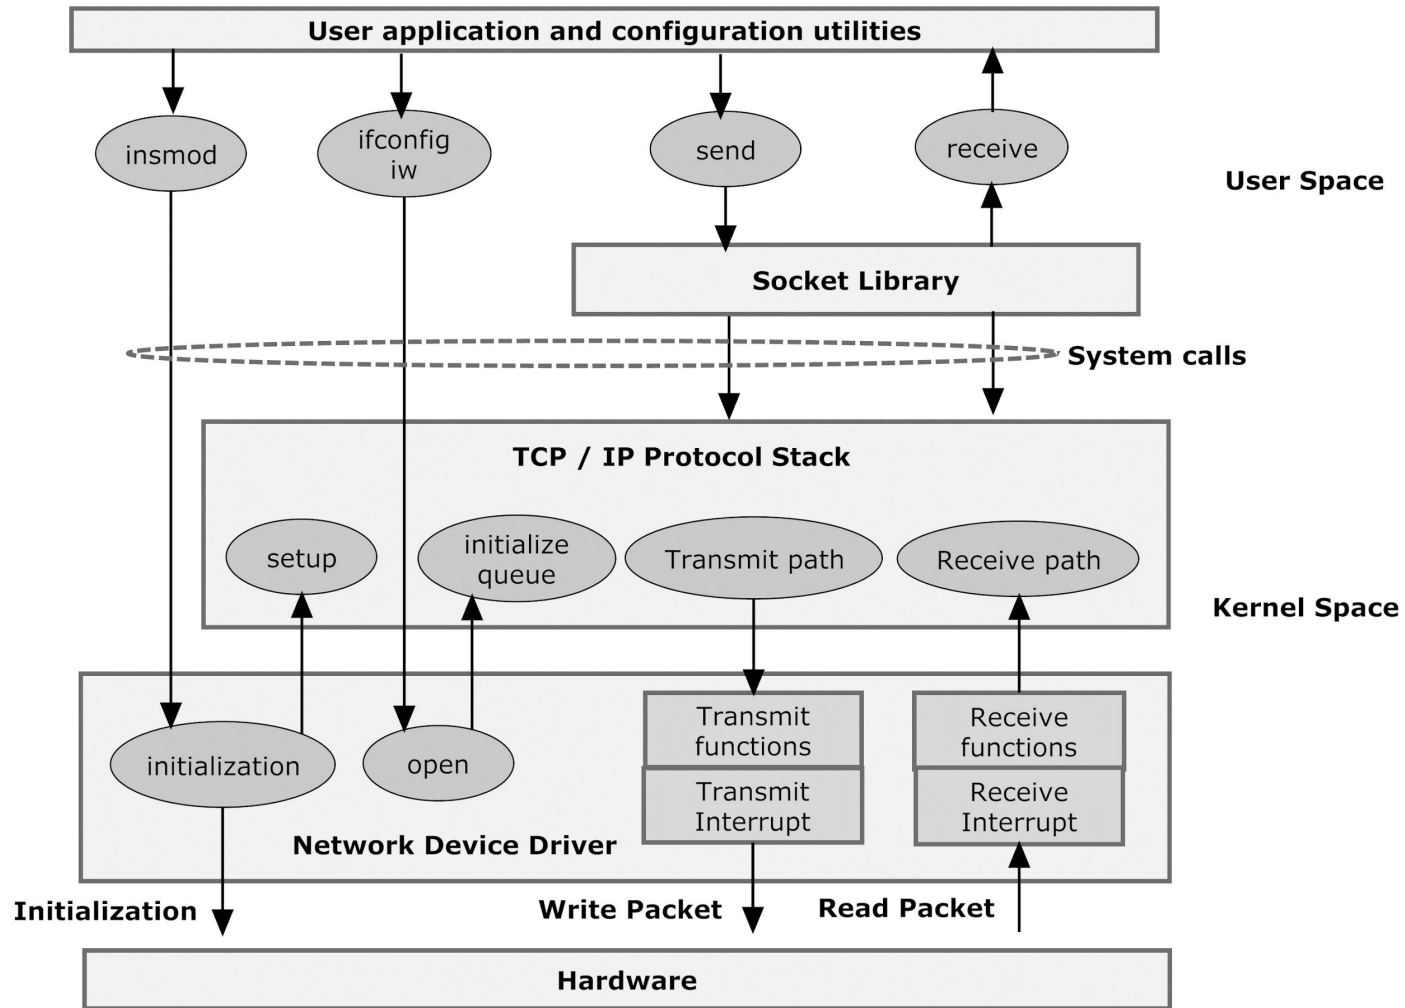 User application and configuration utilities
insmod
ifconfig
iw
send
receive
User Space
Socket Library
System calls
TCP / IP Protocol Stack
setup
initialize
queue
Transmit path
Receive path
Kernel Space
initialization
open
Transmit
functions
Receive
functions
Transmit
Interrupt
Receive
Interrupt
Network Device Driver
Initialization
Write Packet
Read Packet
Hardware